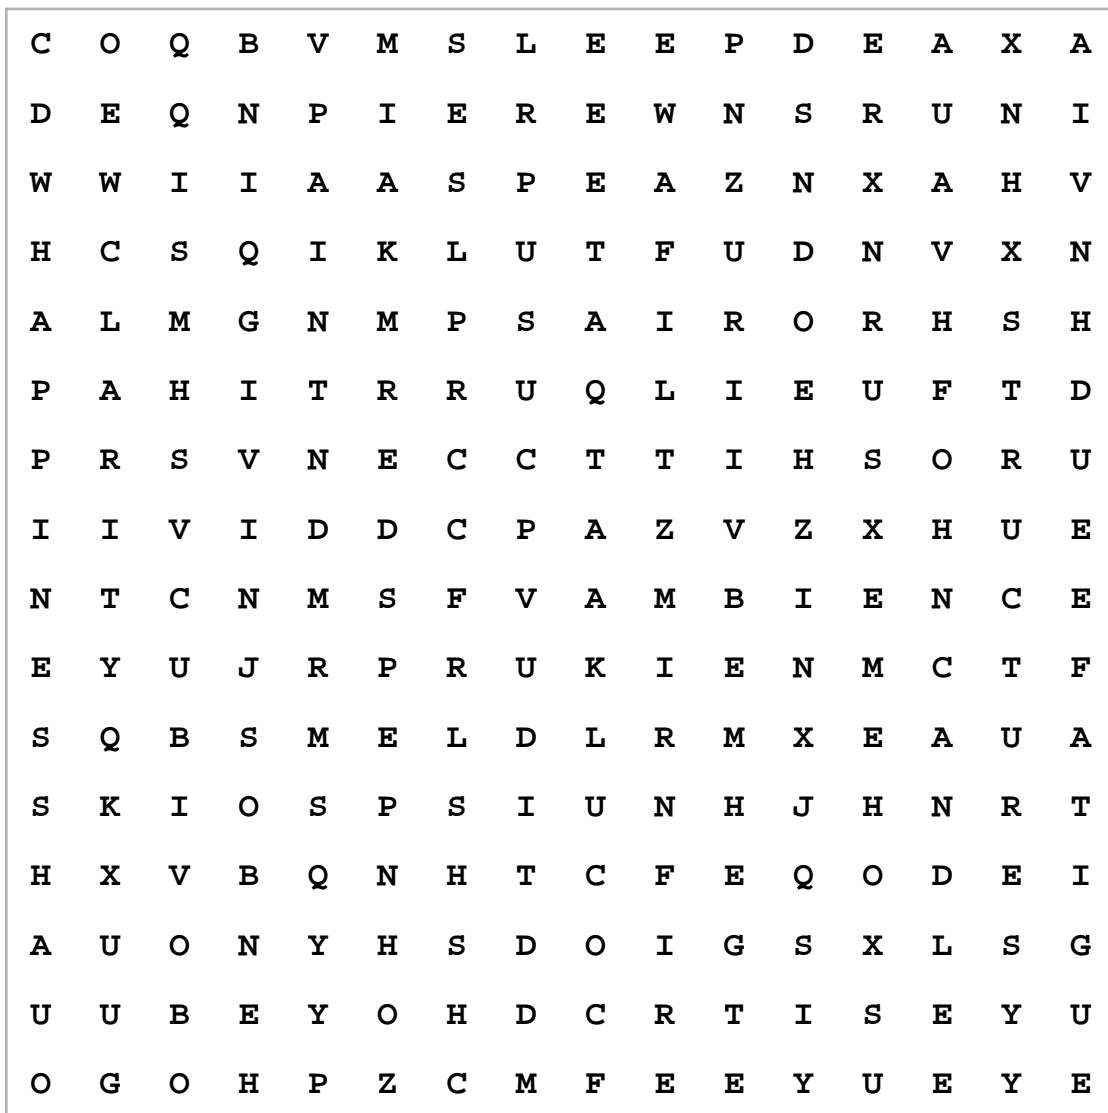 C O Q B V M S L E E P D E A X A
D E Q N P I E R E W N S R U N I
W W I I A A S P E A Z N X A H V
H C S Q I K L U T F U D N V X N
A L M G N M P S A I R O R H S H
P A H I T R R U Q L I E U F T D
P R S V N E C C T T I H S O R U
I I V I D D C P A Z V Z X H U E
N T C N M S F V A M B I E N C E
E Y U J R P R U K I E N M C T F
S Q B S M E L D L R M X E A U A
S K I O S P S I U N H J H N R T
H X V B Q N H T C F E Q O D E I
A U O N Y H S D O I G S X L S G
U U B E Y O H D C R T I S E Y U
O G O H P Z C M F E E Y U E Y E